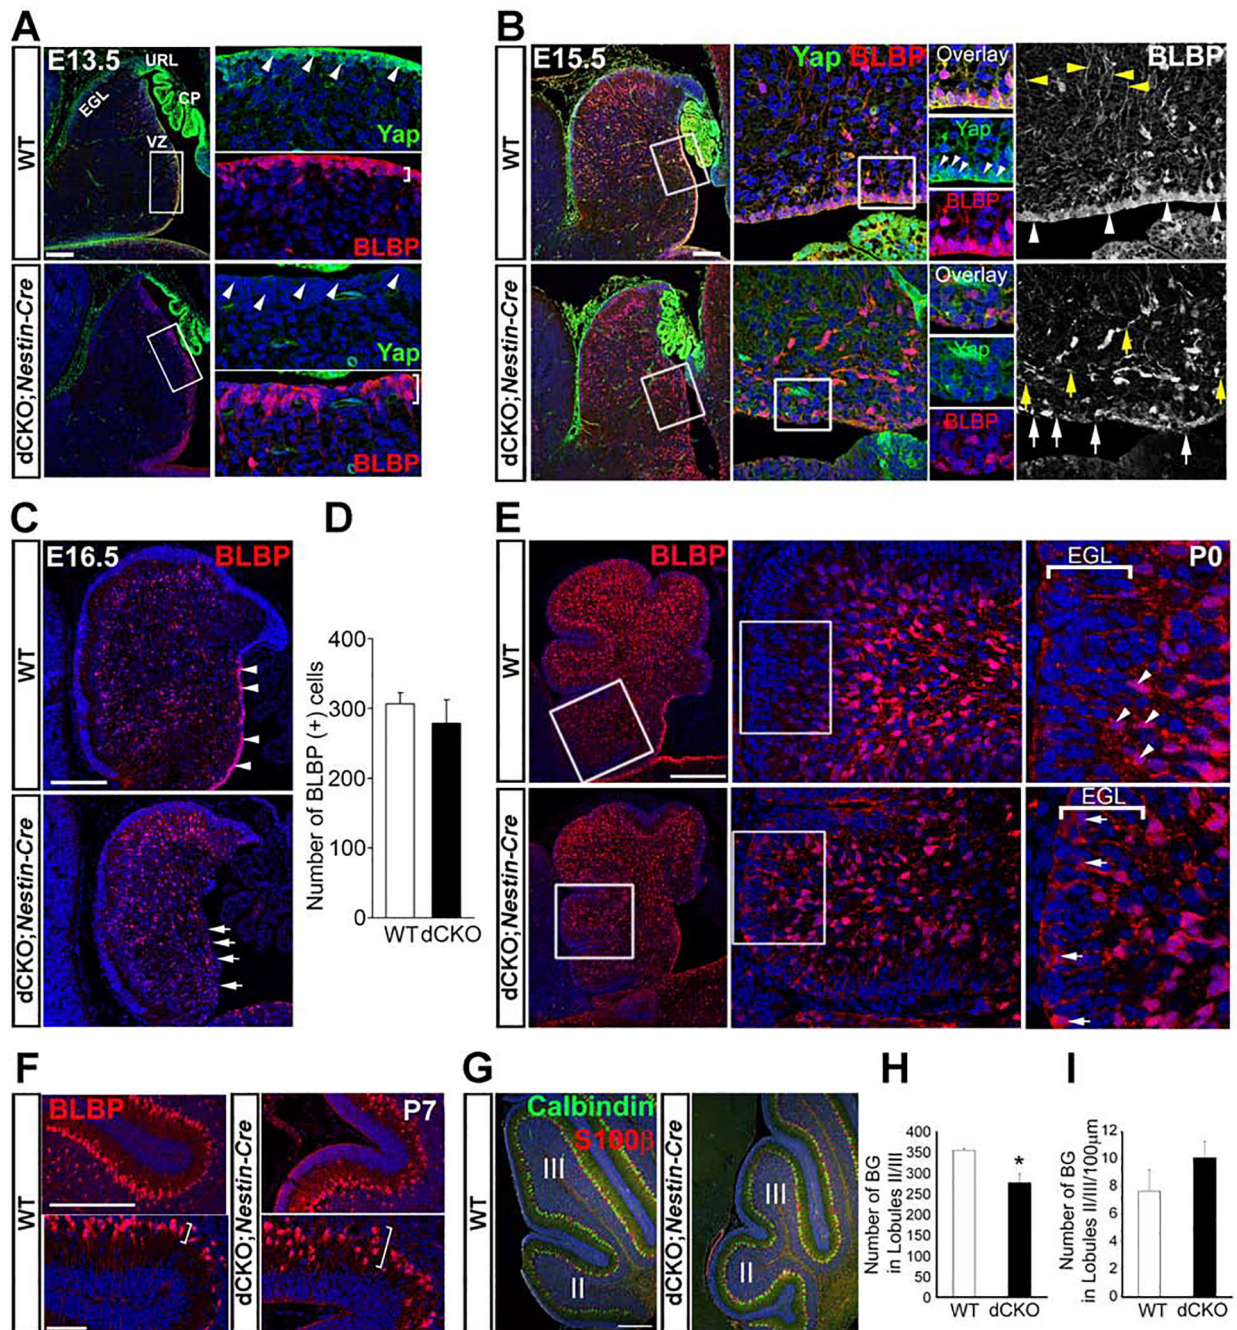 A
WT
E13.5
URL
EGL
CP
VZ
Yap
BLBP
dCKO;Nestin-Cre
Yap
BLBP
B
WT
E15.5
Yap BLBP
Overlay
Yap
BLBP
BLBP
dCKO;Nestin-Cre
Overlay
Yap
BLBP
C
WT
E16.5
BLBP
dCKO;Nestin-Cre
D
Number of BLBP (+) cells
400
300
200
100
0
WT dCKO
E
WT
BLBP
EGL
P0
dCKO;Nestin-Cre
EGL
F
WT
BLBP
dCKO;Nestin-Cre
P7
G
WT
Calbindin
S100β
III
II
dCKO;Nestin-Cre
III
II
H
Number of BG
in Lobules II/III
400
350
300
250
200
150
100
50
0
*
WT dCKO
I
Number of BG
in Lobules II/III/100μm
12
10
8
6
4
2
0
WT dCKO